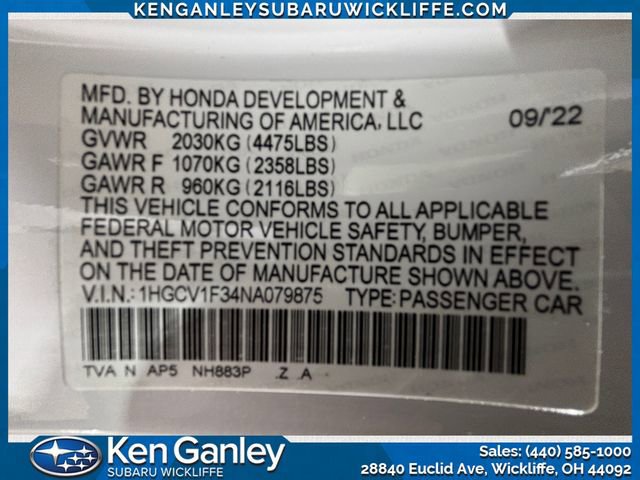 KENGANLEYSUBARUWICKLIFFE.COM
MFD. BY HONDA DEVELOPMENT &
MANUFACTURING OF AMERICA, LLC 09/'22
GVWR 2030KG (4475LBS)
GAWR F 1070KG (2358LBS)
GAWR R 960KG (2116LBS)
THIS VEHICLE CONFORMS TO ALL APPLICABLE
FEDERAL MOTOR VEHICLE SAFETY, BUMPER,
AND THEFT PREVENTION STANDARDS IN EFFECT
ON THE DATE OF MANUFACTURE SHOWN ABOVE.
V.I.N.: 1HGCV1F34NA079875 TYPE: PASSENGER CAR
TVA N AP5 NH883P .Z .A
SUBARU
Ken Ganley
SUBARU WICKLIFFE
Sales: (440) 585-1000
28840 Euclid Ave, Wickliffe, OH 44092